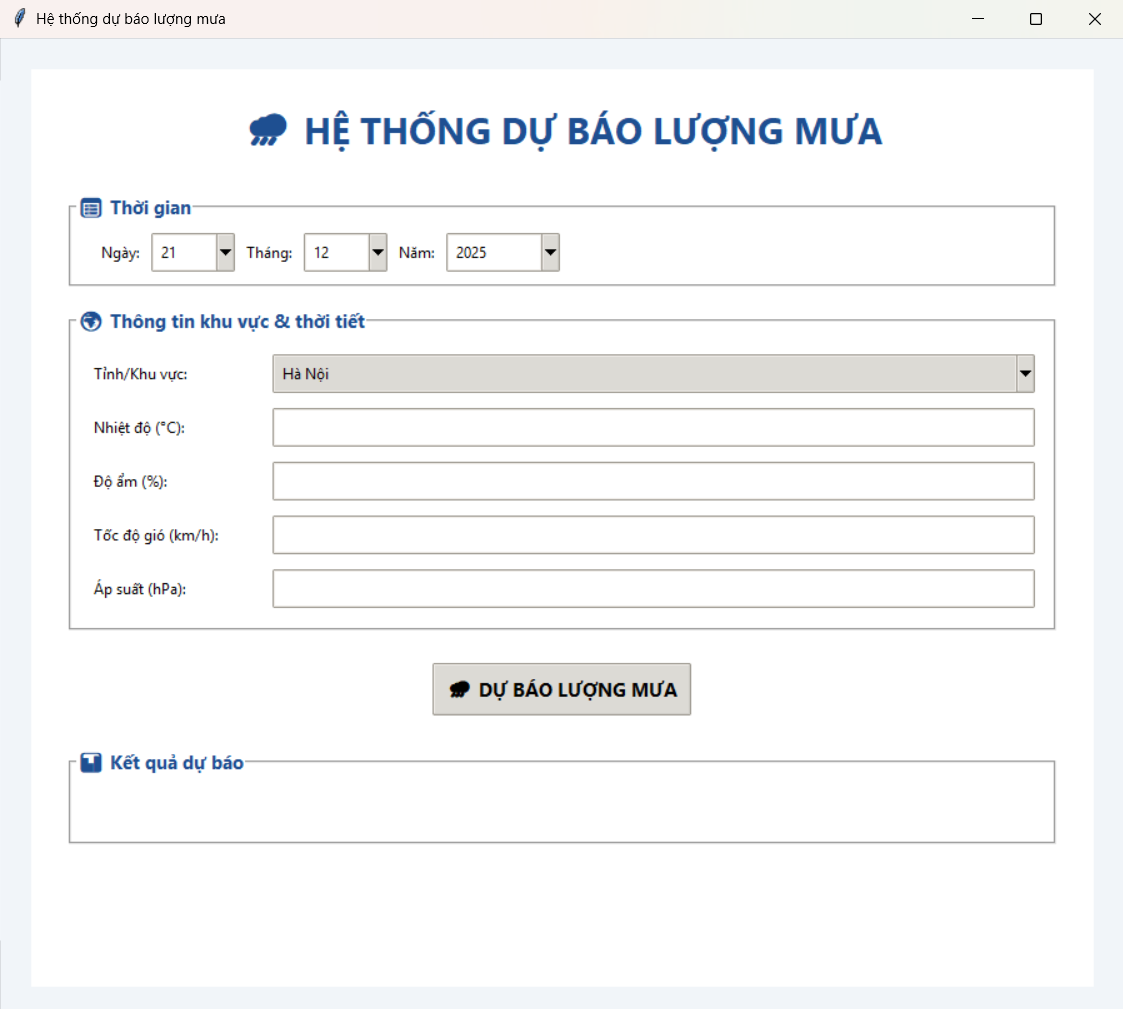 Hệ thống dự báo lượng mưa
HỆ THỐNG DỰ BÁO LƯỢNG MƯA
Thời gian
Ngày: 21 Tháng: 12 Năm: 2025
Thông tin khu vực & thời tiết
Tỉnh/Khu vực: Hà Nội
Nhiệt độ (°C):
Độ ẩm (%):
Tốc độ gió (km/h):
Áp suất (hPa):
DỰ BÁO LƯỢNG MƯA
Kết quả dự báo